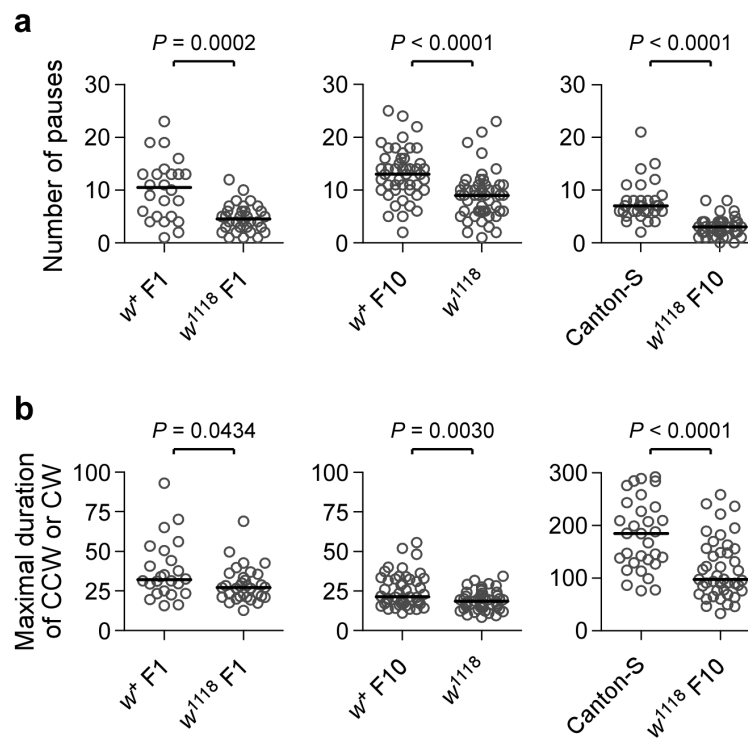 a
P = 0.0002
P < 0.0001
P < 0.0001
Number of pauses
30
20
10
0
30
20
10
0
30
20
10
0
w⁺ F1
w¹¹¹⁸ F1
w⁺ F10
w¹¹¹⁸
Canton-S
w¹¹¹⁸ F10
b
P = 0.0434
P = 0.0030
P < 0.0001
Maximal duration
of CCW or CW
100
75
50
25
0
100
75
50
25
0
300
200
100
0
w⁺ F1
w¹¹¹⁸ F1
w⁺ F10
w¹¹¹⁸
Canton-S
w¹¹¹⁸ F10